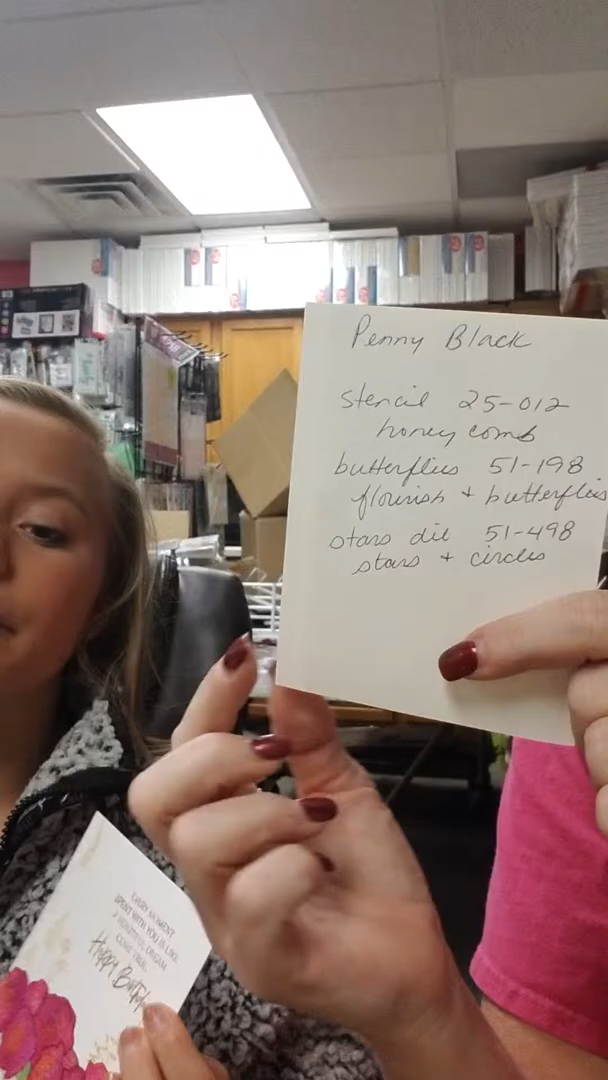 Penny Black
stencil 25-012
honey comb
butterflies 51-198
flourish + butterflies
stars die 51-498
stars + circles
EVERY MOMENT
SPENT WITH YOU IS LIKE
A BEAUTIFUL DREAM
COME TRUE.
Happy